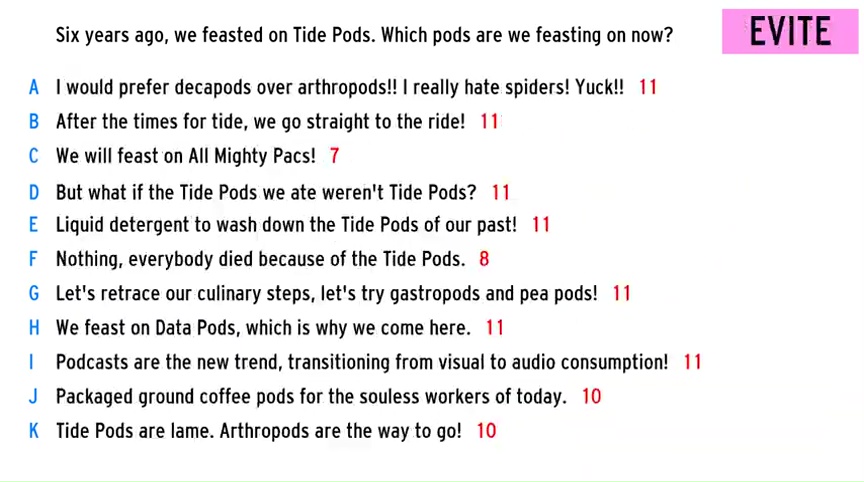 Six years ago, we feasted on Tide Pods. Which pods are we feasting on now?
EVITE
A I would prefer decapods over arthropods!! I really hate spiders! Yuck!! 11
B After the times for tide, we go straight to the ride! 11
C We will feast on All Mighty Pacs! 7
D But what if the Tide Pods we ate weren't Tide Pods? 11
E Liquid detergent to wash down the Tide Pods of our past! 11
F Nothing, everybody died because of the Tide Pods. 8
G Let's retrace our culinary steps, let's try gastropods and pea pods! 11
H We feast on Data Pods, which is why we come here. 11
I Podcasts are the new trend, transitioning from visual to audio consumption! 11
J Packaged ground coffee pods for the souless workers of today. 10
K Tide Pods are lame. Arthropods are the way to go! 10